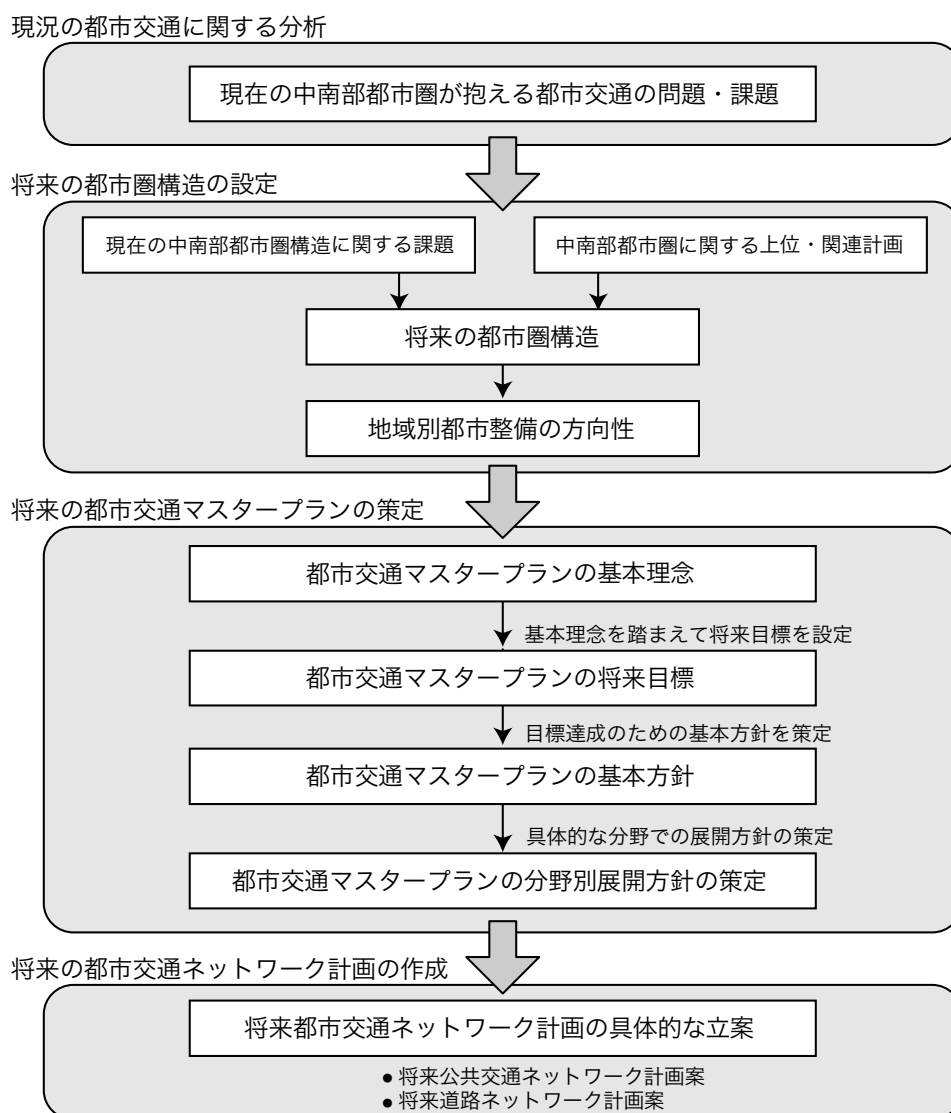 現況の都市交通に関する分析
現在の中南部都市圏が抱える都市交通の問題・課題
将来の都市圏構造の設定
現在の中南部都市圏構造に関する課題
中南部都市圏に関する上位・関連計画
将来の都市圏構造
地域別都市整備の方向性
将来の都市交通マスタープランの策定
都市交通マスタープランの基本理念
基本理念を踏まえて将来目標を設定
都市交通マスタープランの将来目標
目標達成のための基本方針を策定
都市交通マスタープランの基本方針
具体的な分野での展開方針の策定
都市交通マスタープランの分野別展開方針の策定
将来の都市交通ネットワーク計画の作成
将来都市交通ネットワーク計画の具体的な立案
● 将来公共交通ネットワーク計画案
● 将来道路ネットワーク計画案